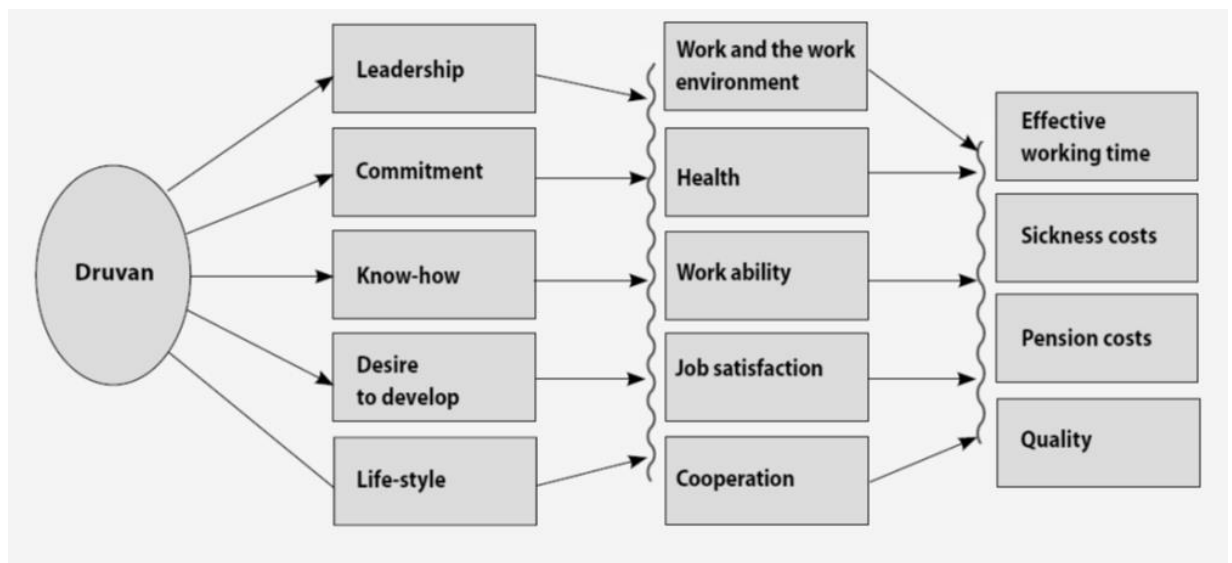 Druvan
Leadership
Commitment
Know-how
Desire
to develop
Life-style
Work and the work
environment
Health
Work ability
Job satisfaction
Cooperation
Effective
working time
Sickness costs
Pension costs
Quality